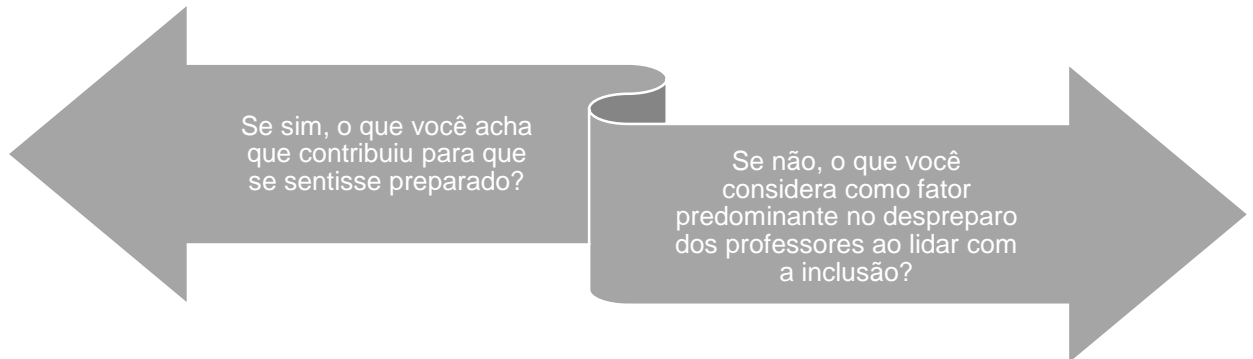 Se sim, o que você acha
que contribuiu para que
se sentisse preparado?
Se não, o que você
considera como fator
predominante no despreparo
dos professores ao lidar com
a inclusão?